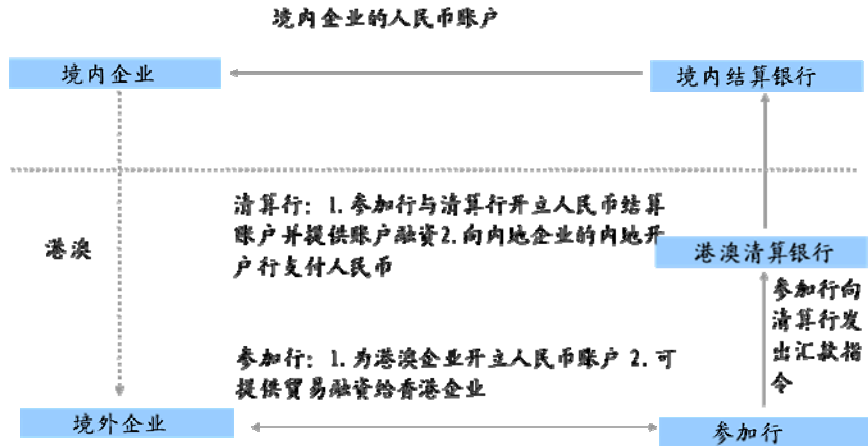 境内企业的人民币账户
境内企业
境内结算银行
清算行：1. 参加行与清算行开立人民币结算
账户并提供账户融资2. 向内地企业的内地开
户行支付人民币
港澳
港澳清算银行
参加行向
清算行发
出汇款指
令
参加行：1. 为港澳企业开立人民币账户 2. 可
提供贸易融资给香港企业
境外企业
参加行